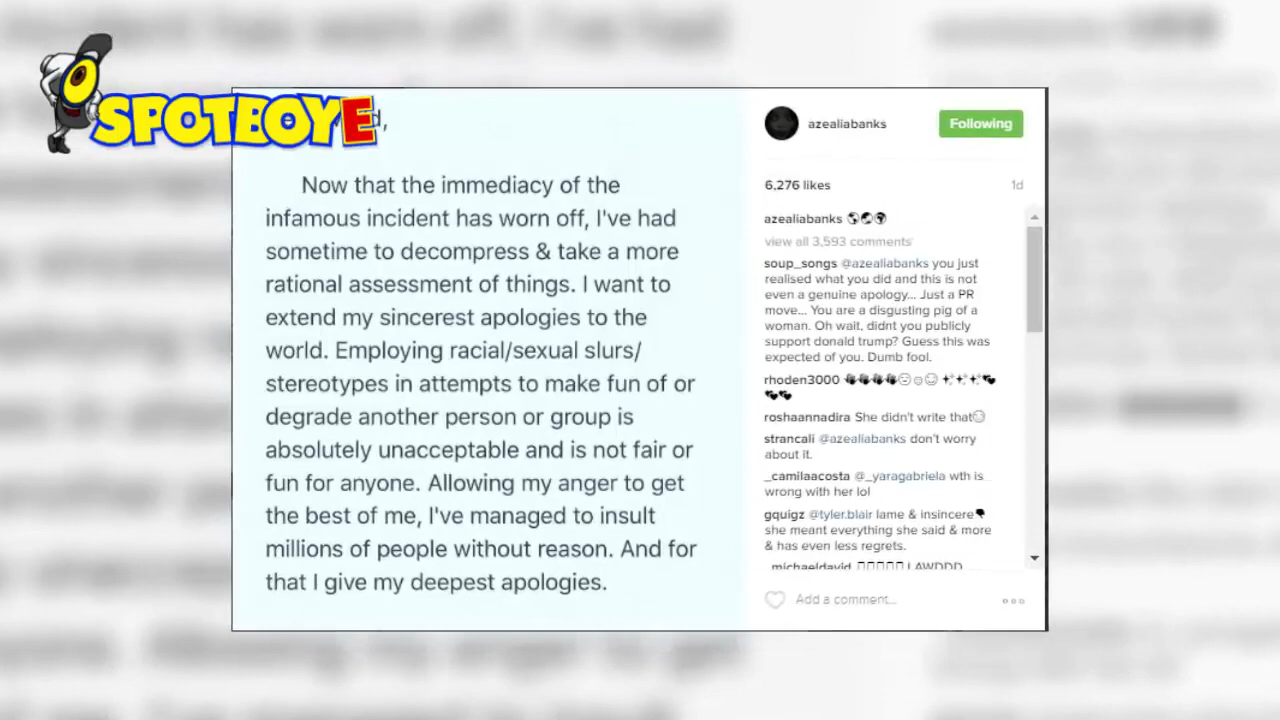 SPOTBOYE
d,
Now that the immediacy of the
infamous incident has worn off, I've had
sometime to decompress & take a more
rational assessment of things. I want to
extend my sincerest apologies to the
world. Employing racial/sexual slurs/
stereotypes in attempts to make fun of or
degrade another person or group is
absolutely unacceptable and is not fair or
fun for anyone. Allowing my anger to get
the best of me, I've managed to insult
millions of people without reason. And for
that I give my deepest apologies.
azealiabanks
Following
6,276 likes 1d
azealiabanks 🌎🌏🌍
view all 3,593 comments
soup_songs @azealiabanks you just
realised what you did and this is not
even a genuine apology... Just a PR
move... You are a disgusting pig of a
woman. Oh wait, didnt you publicly
support donald trump? Guess this was
expected of you. Dumb fool.
rhoden3000
roshaannadira She didn't write that
strancali @azealiabanks don't worry
about it.
_camilaacosta @_yaragabriela wth is
wrong with her lol
gquigz @tyler.blair lame & insincere
she meant everything she said & more
& has even less regrets.
_michaeldavid LAWDDD
Add a comment...